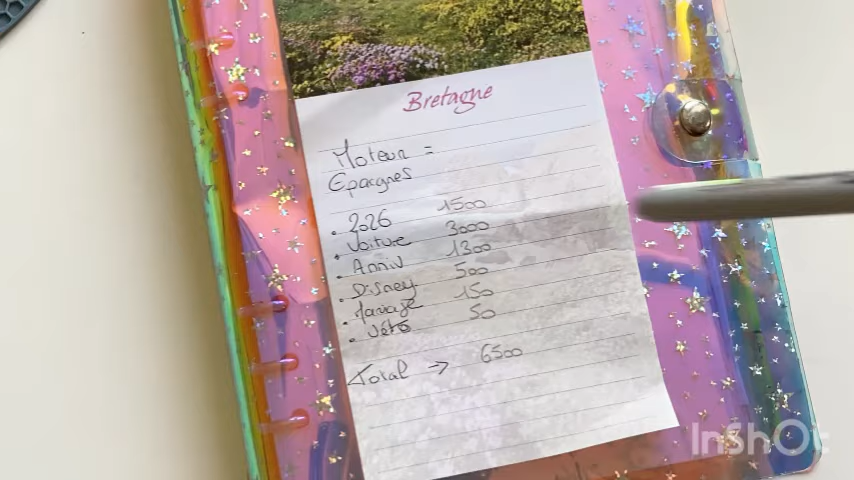 Bretagne
Moteur =
Epargnes
. 2026 1500
. Voiture 3000
. Anniv 1300
. Disney 500
. Mariage 150
. Véto 50
Total → 6500
InShOt